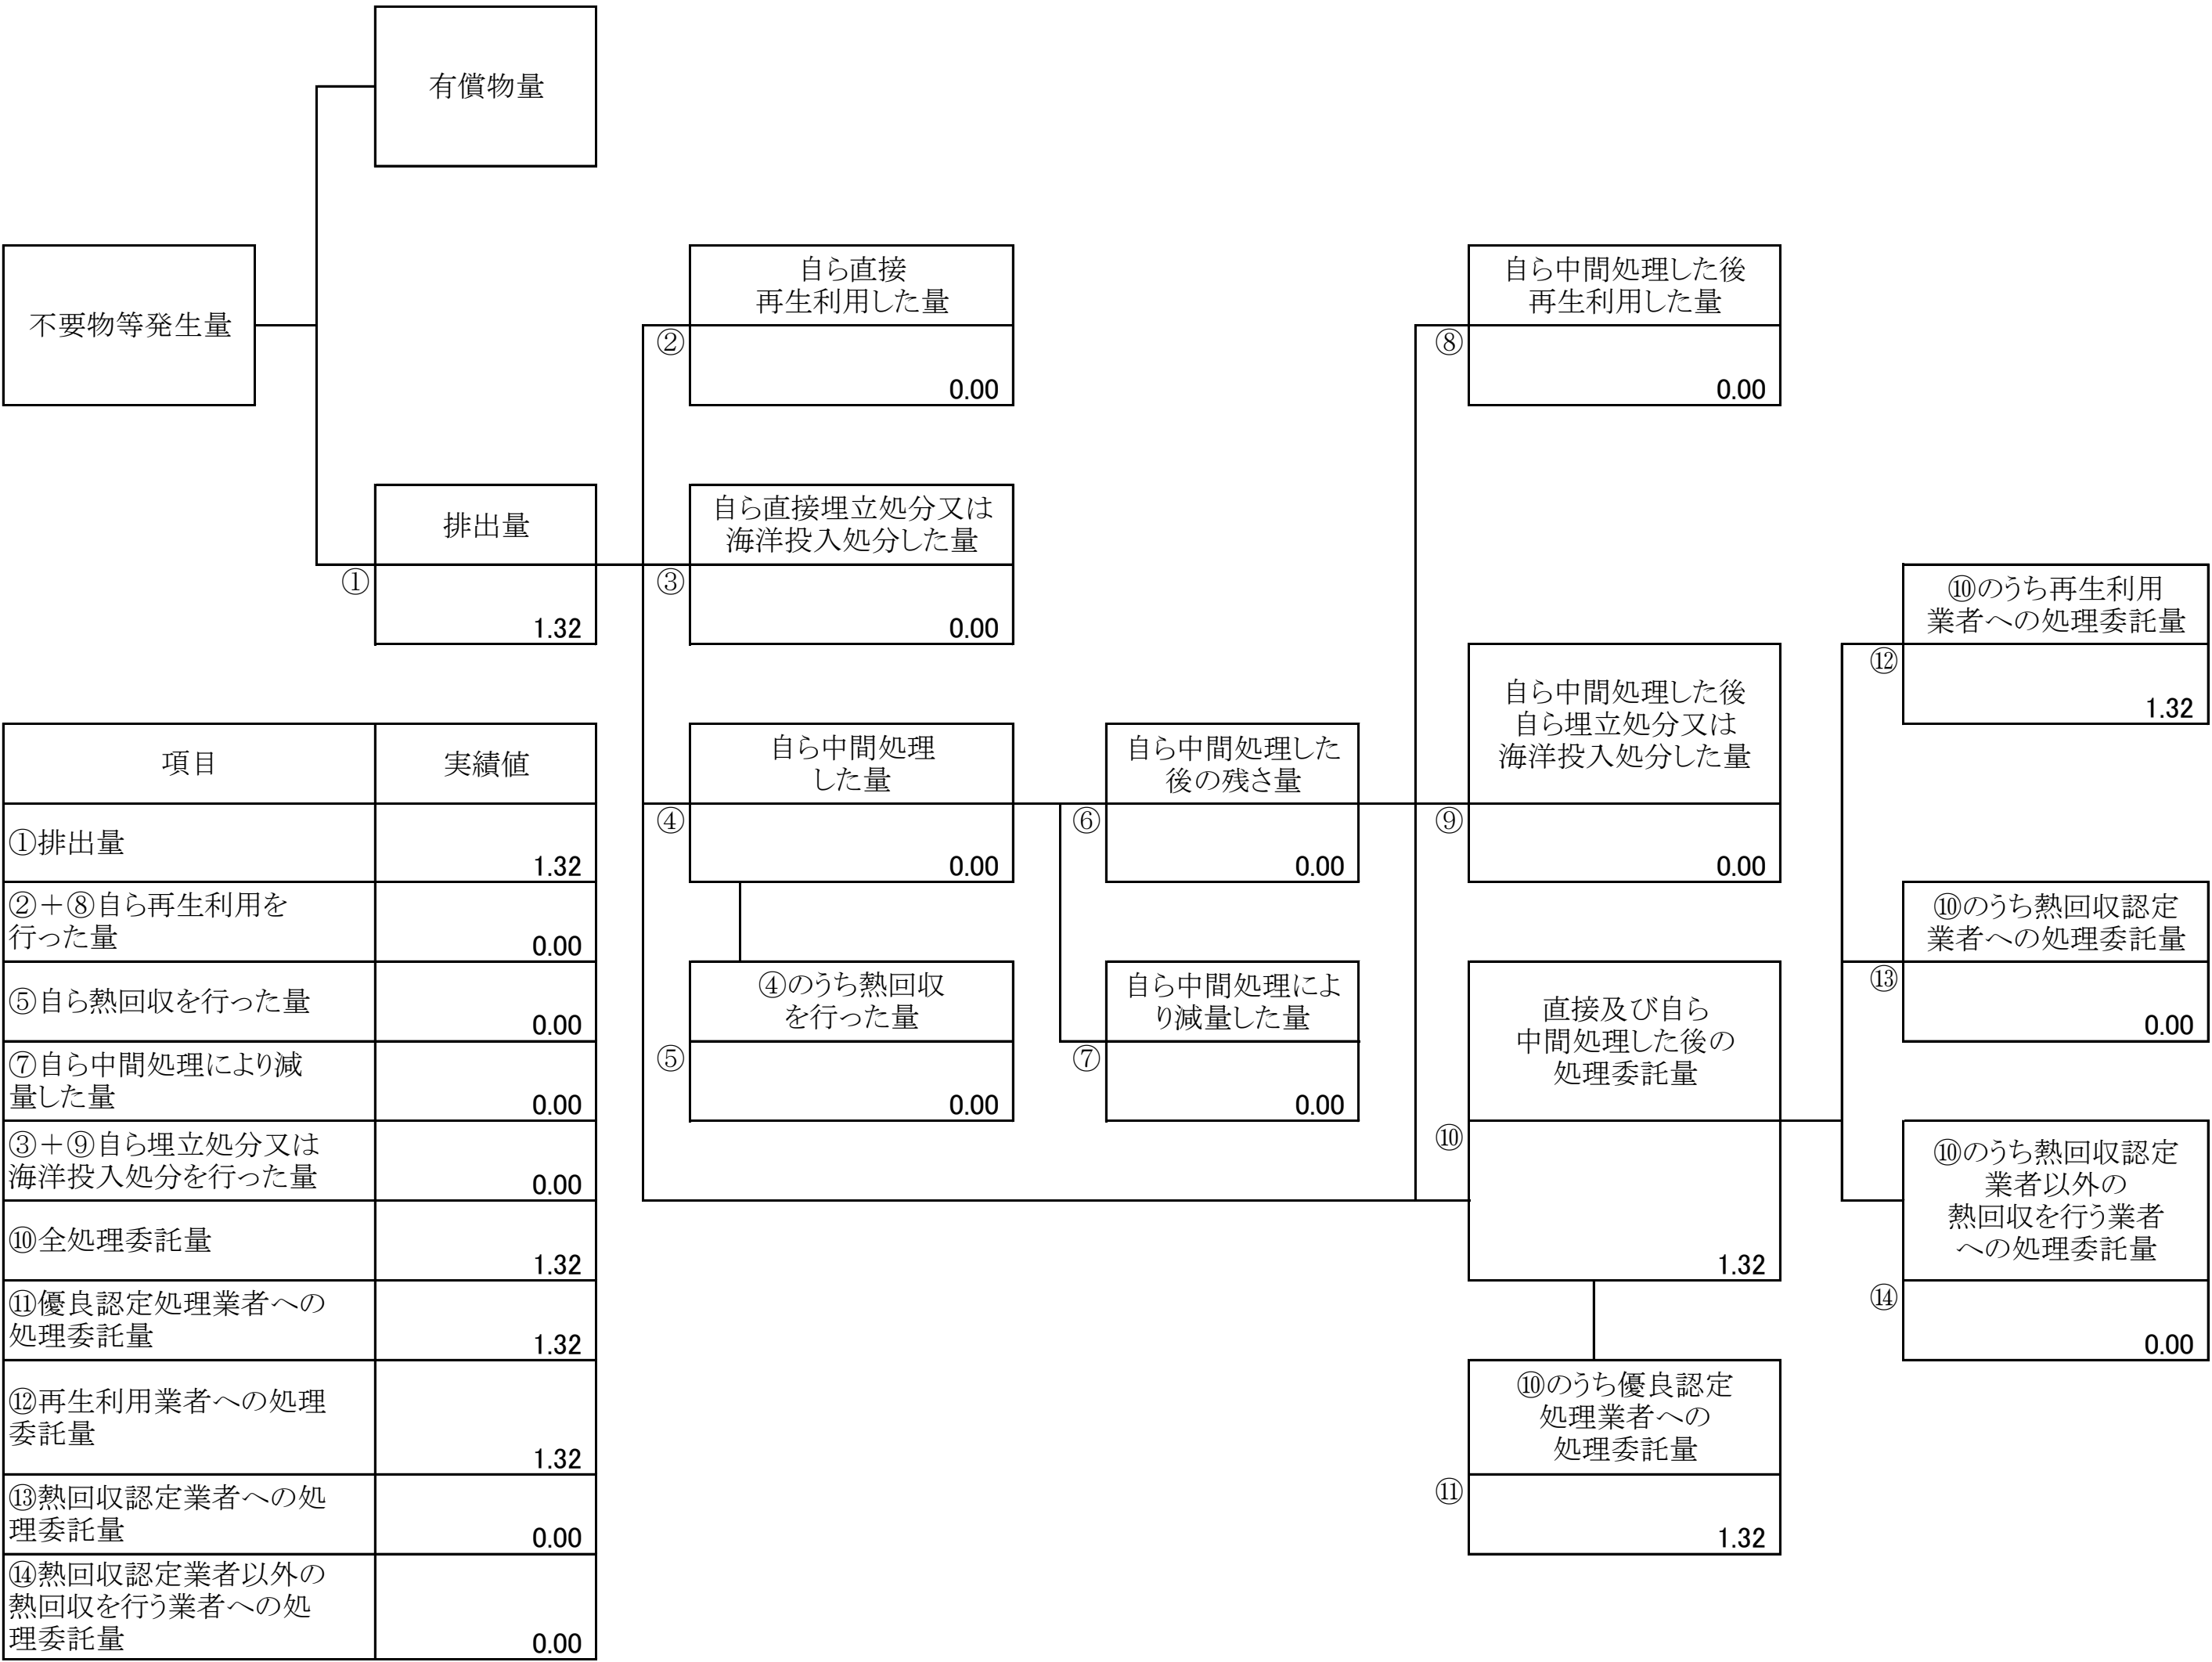 有償物量
不要物等発生量
排出量
①
1.32
自ら直接
再生利用した量
②
0.00
自ら直接埋立処分又は
海洋投入処分した量
③
0.00
自ら中間処理
した量
④
0.00
④のうち熱回収
を行った量
⑤
0.00
自ら中間処理した
後の残さ量
⑥
0.00
自ら中間処理によ
り減量した量
⑦
0.00
自ら中間処理した後
再生利用した量
⑧
0.00
自ら中間処理した後
自ら埋立処分又は
海洋投入処分した量
⑨
0.00
直接及び自ら
中間処理した後の
処理委託量
⑩
1.32
⑩のうち優良認定
処理業者への
処理委託量
⑪
1.32
⑩のうち再生利用
業者への処理委託量
⑫
1.32
⑩のうち熱回収認定
業者への処理委託量
⑬
0.00
⑩のうち熱回収認定
業者以外の
熱回収を行う業者
への処理委託量
⑭
0.00
項目 実績値
①排出量
1.32
②+⑧自ら再生利用を
行った量
0.00
⑤自ら熱回収を行った量
0.00
⑦自ら中間処理により減
量した量
0.00
③+⑨自ら埋立処分又は
海洋投入処分を行った量
0.00
⑩全処理委託量
1.32
⑪優良認定処理業者への
処理委託量
1.32
⑫再生利用業者への処理
委託量
1.32
⑬熱回収認定業者への処
理委託量
0.00
⑭熱回収認定業者以外の
熱回収を行う業者への処
理委託量
0.00